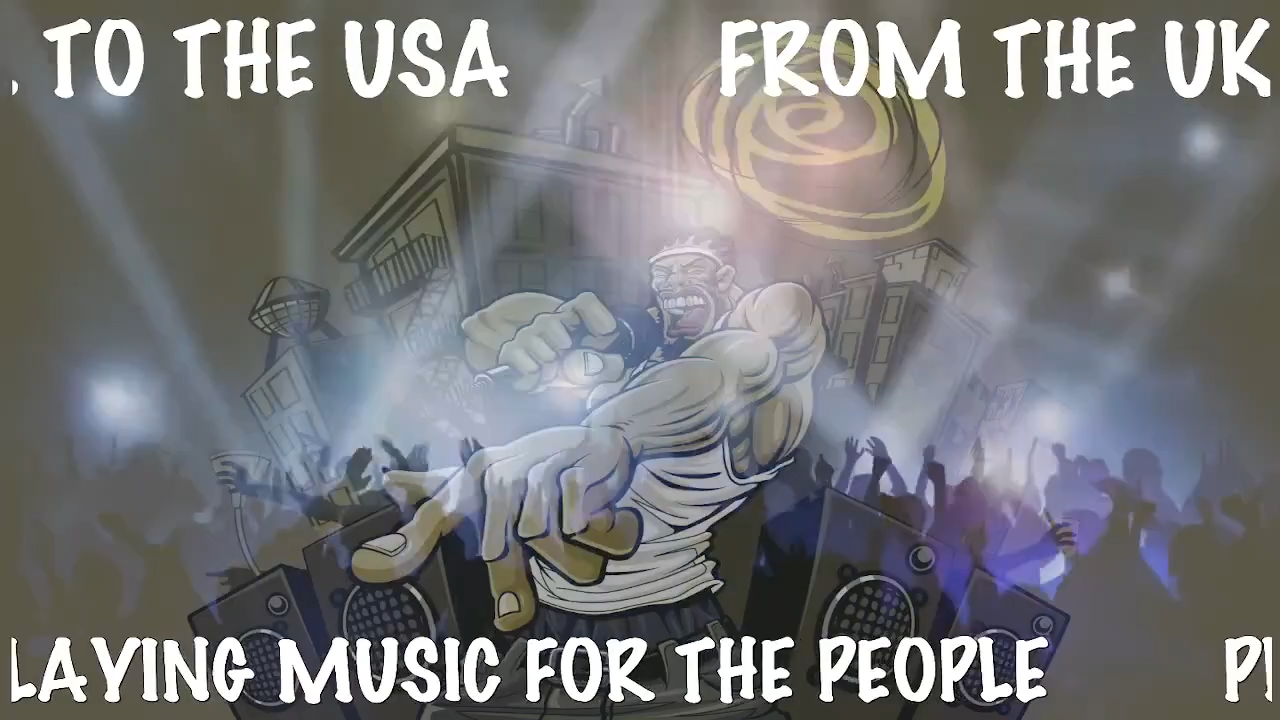 . TO THE USA FROM THE UK
LAYING MUSIC FOR THE PEOPLE